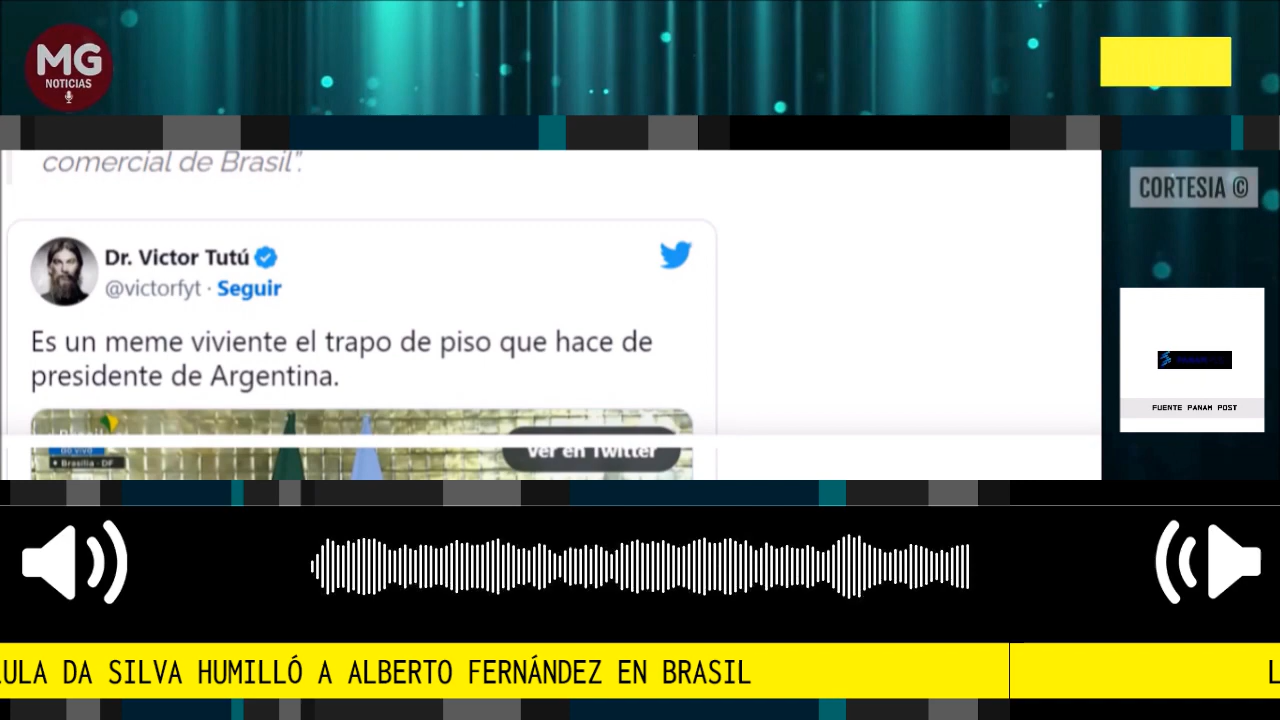 MG
NOTICIAS
comercial de Brasil".
CORTESIA ©
Dr. Victor Tutú
@victorfyt · Seguir
Es un meme viviente el trapo de piso que hace de
presidente de Argentina.
Ver en Twitter
Brasília - DF
FUENTE PANAM POST
ULA DA SILVA HUMILLÓ A ALBERTO FERNÁNDEZ EN BRASIL
L